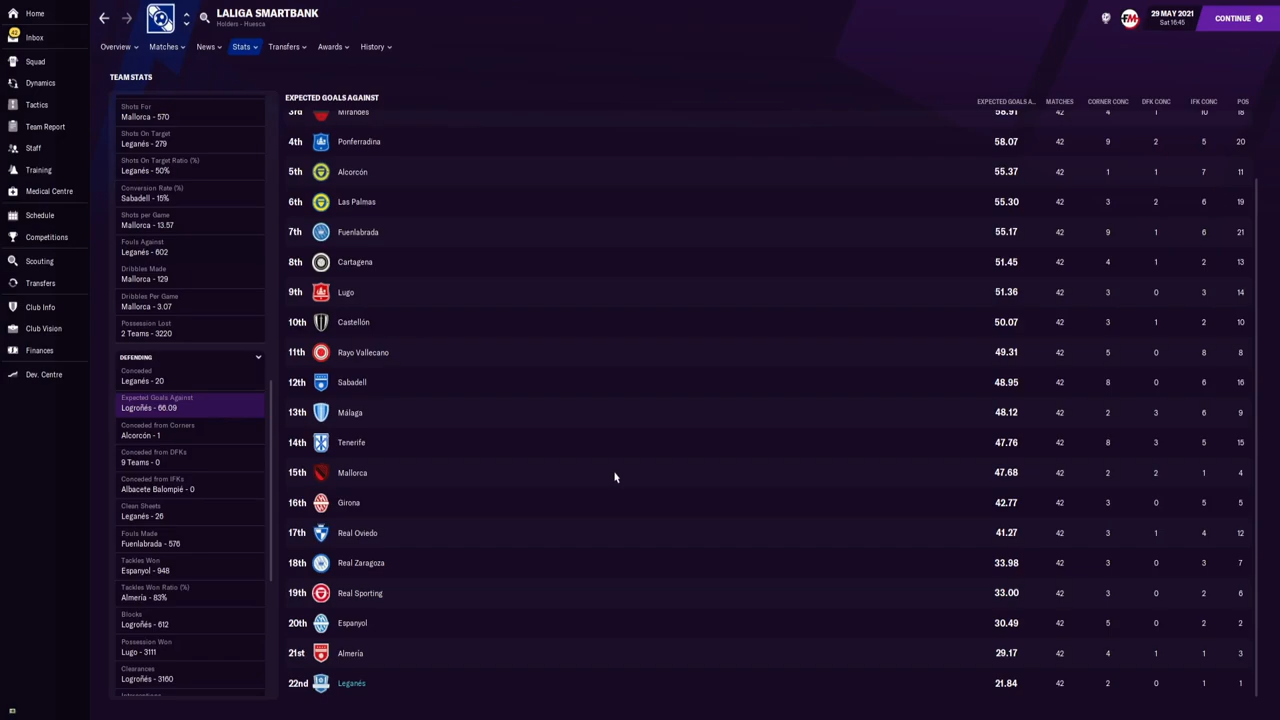 Home
42
Inbox
Squad
Dynamics
Tactics
Team Report
Staff
Training
Medical Centre
Schedule
Competitions
Scouting
Transfers
Club Info
Club Vision
Finances
Dev. Centre
LALIGA SMARTBANK
Holders - Huesca
FM
29 MAY 2021
Sat 16:45
CONTINUE
Overview Matches News Stats Transfers Awards History
TEAM STATS
Shots For
Mallorca - 570
Shots On Target
Leganés - 279
Shots On Target Ratio (%)
Leganés - 50%
Conversion Rate (%)
Sabadell - 15%
Shots per Game
Mallorca - 13.57
Fouls Against
Leganés - 602
Dribbles Made
Mallorca - 129
Dribbles Per Game
Mallorca - 3.07
Possession Lost
2 Teams - 3220
DEFENDING
Conceded
Leganés - 20
Expected Goals Against
Logroñés - 66.09
Conceded from Corners
Alcorcón - 1
Conceded from DFKs
9 Teams - 0
Conceded from IFKs
Albacete Balompié - 0
Clean Sheets
Leganés - 26
Fouls Made
Fuenlabrada - 576
Tackles Won
Espanyol - 948
Tackles Won Ratio (%)
Almería - 83%
Blocks
Logroñés - 612
Possession Won
Lugo - 3111
Clearances
Logroñés - 3160
Interceptions
EXPECTED GOALS AGAINST
EXPECTED GOALS A... MATCHES CORNER CONC DFK CONC IFK CONC POS
3rd Mirandés 58.91 42 4 1 10 18
4th Ponferradina 58.07 42 9 2 5 20
5th Alcorcón 55.37 42 1 1 7 11
6th Las Palmas 55.30 42 3 2 6 19
7th Fuenlabrada 55.17 42 9 1 6 21
8th Cartagena 51.45 42 4 1 2 13
9th Lugo 51.36 42 3 0 3 14
10th Castellón 50.07 42 3 1 2 10
11th Rayo Vallecano 49.31 42 5 0 8 8
12th Sabadell 48.95 42 8 0 6 16
13th Málaga 48.12 42 2 3 6 9
14th Tenerife 47.76 42 8 3 5 15
15th Mallorca 47.68 42 2 2 1 4
16th Girona 42.77 42 3 0 5 5
17th Real Oviedo 41.27 42 3 1 4 12
18th Real Zaragoza 33.98 42 3 0 3 7
19th Real Sporting 33.00 42 3 0 2 6
20th Espanyol 30.49 42 5 0 2 2
21st Almería 29.17 42 4 1 1 3
22nd Leganés 21.84 42 2 0 1 1